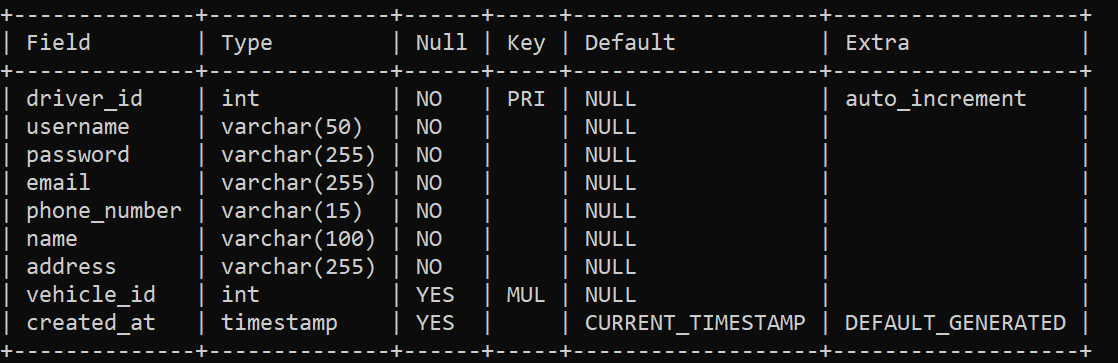 +--------------+--------------+------+-----+-------------------+-------------------+
| Field        | Type         | Null | Key | Default           | Extra             |
+--------------+--------------+------+-----+-------------------+-------------------+
| driver_id    | int          | NO   | PRI | NULL              | auto_increment    |
| username     | varchar(50)  | NO   |     | NULL              |                   |
| password     | varchar(255) | NO   |     | NULL              |                   |
| email        | varchar(255) | NO   |     | NULL              |                   |
| phone_number | varchar(15)  | NO   |     | NULL              |                   |
| name         | varchar(100) | NO   |     | NULL              |                   |
| address      | varchar(255) | NO   |     | NULL              |                   |
| vehicle_id   | int          | YES  | MUL | NULL              |                   |
| created_at   | timestamp    | YES  |     | CURRENT_TIMESTAMP | DEFAULT_GENERATED |
+--------------+--------------+------+-----+-------------------+-------------------+